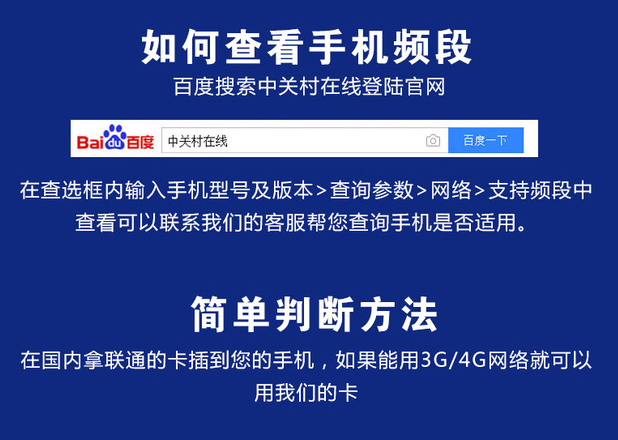 如何查看手机频段
百度搜索中关村在线登陆官网
Bai du 百度 中关村在线 百度一下
在查选框内输入手机型号及版本>查询参数>网络>支持频段中
查看可以联系我们的客服帮您查询手机是否适用。
简单判断方法
在国内拿联通的卡插到您的手机，如果能用3G/4G网络就可以
用我们的卡